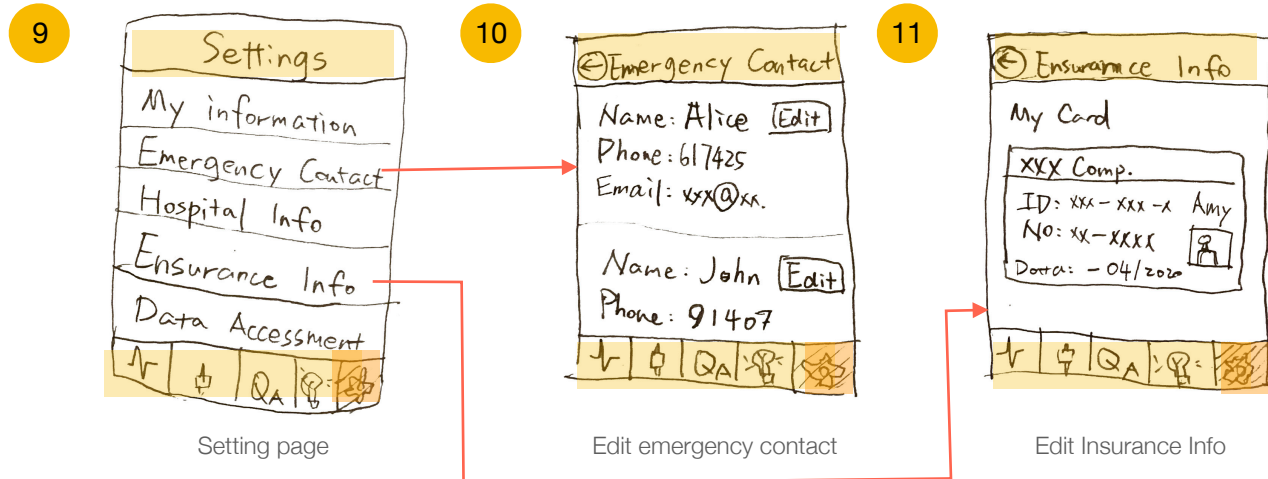 9
Settings
My information
Emergency Contact
Hospital Info
Ensurance Info
Data Accessment
QA
Setting page
10
Emergency Contact
Name: Alice Edit
Phone: 617425
Email: xxx@xx.
Name: John Edit
Phone: 91407
QA
Edit emergency contact
11
Ensurannce Info
My Card
XXX Comp.
ID: xxx-xxx-x Amy
NO: xx-xxxx
Data: - 04/2020
QA
Edit Insurance Info